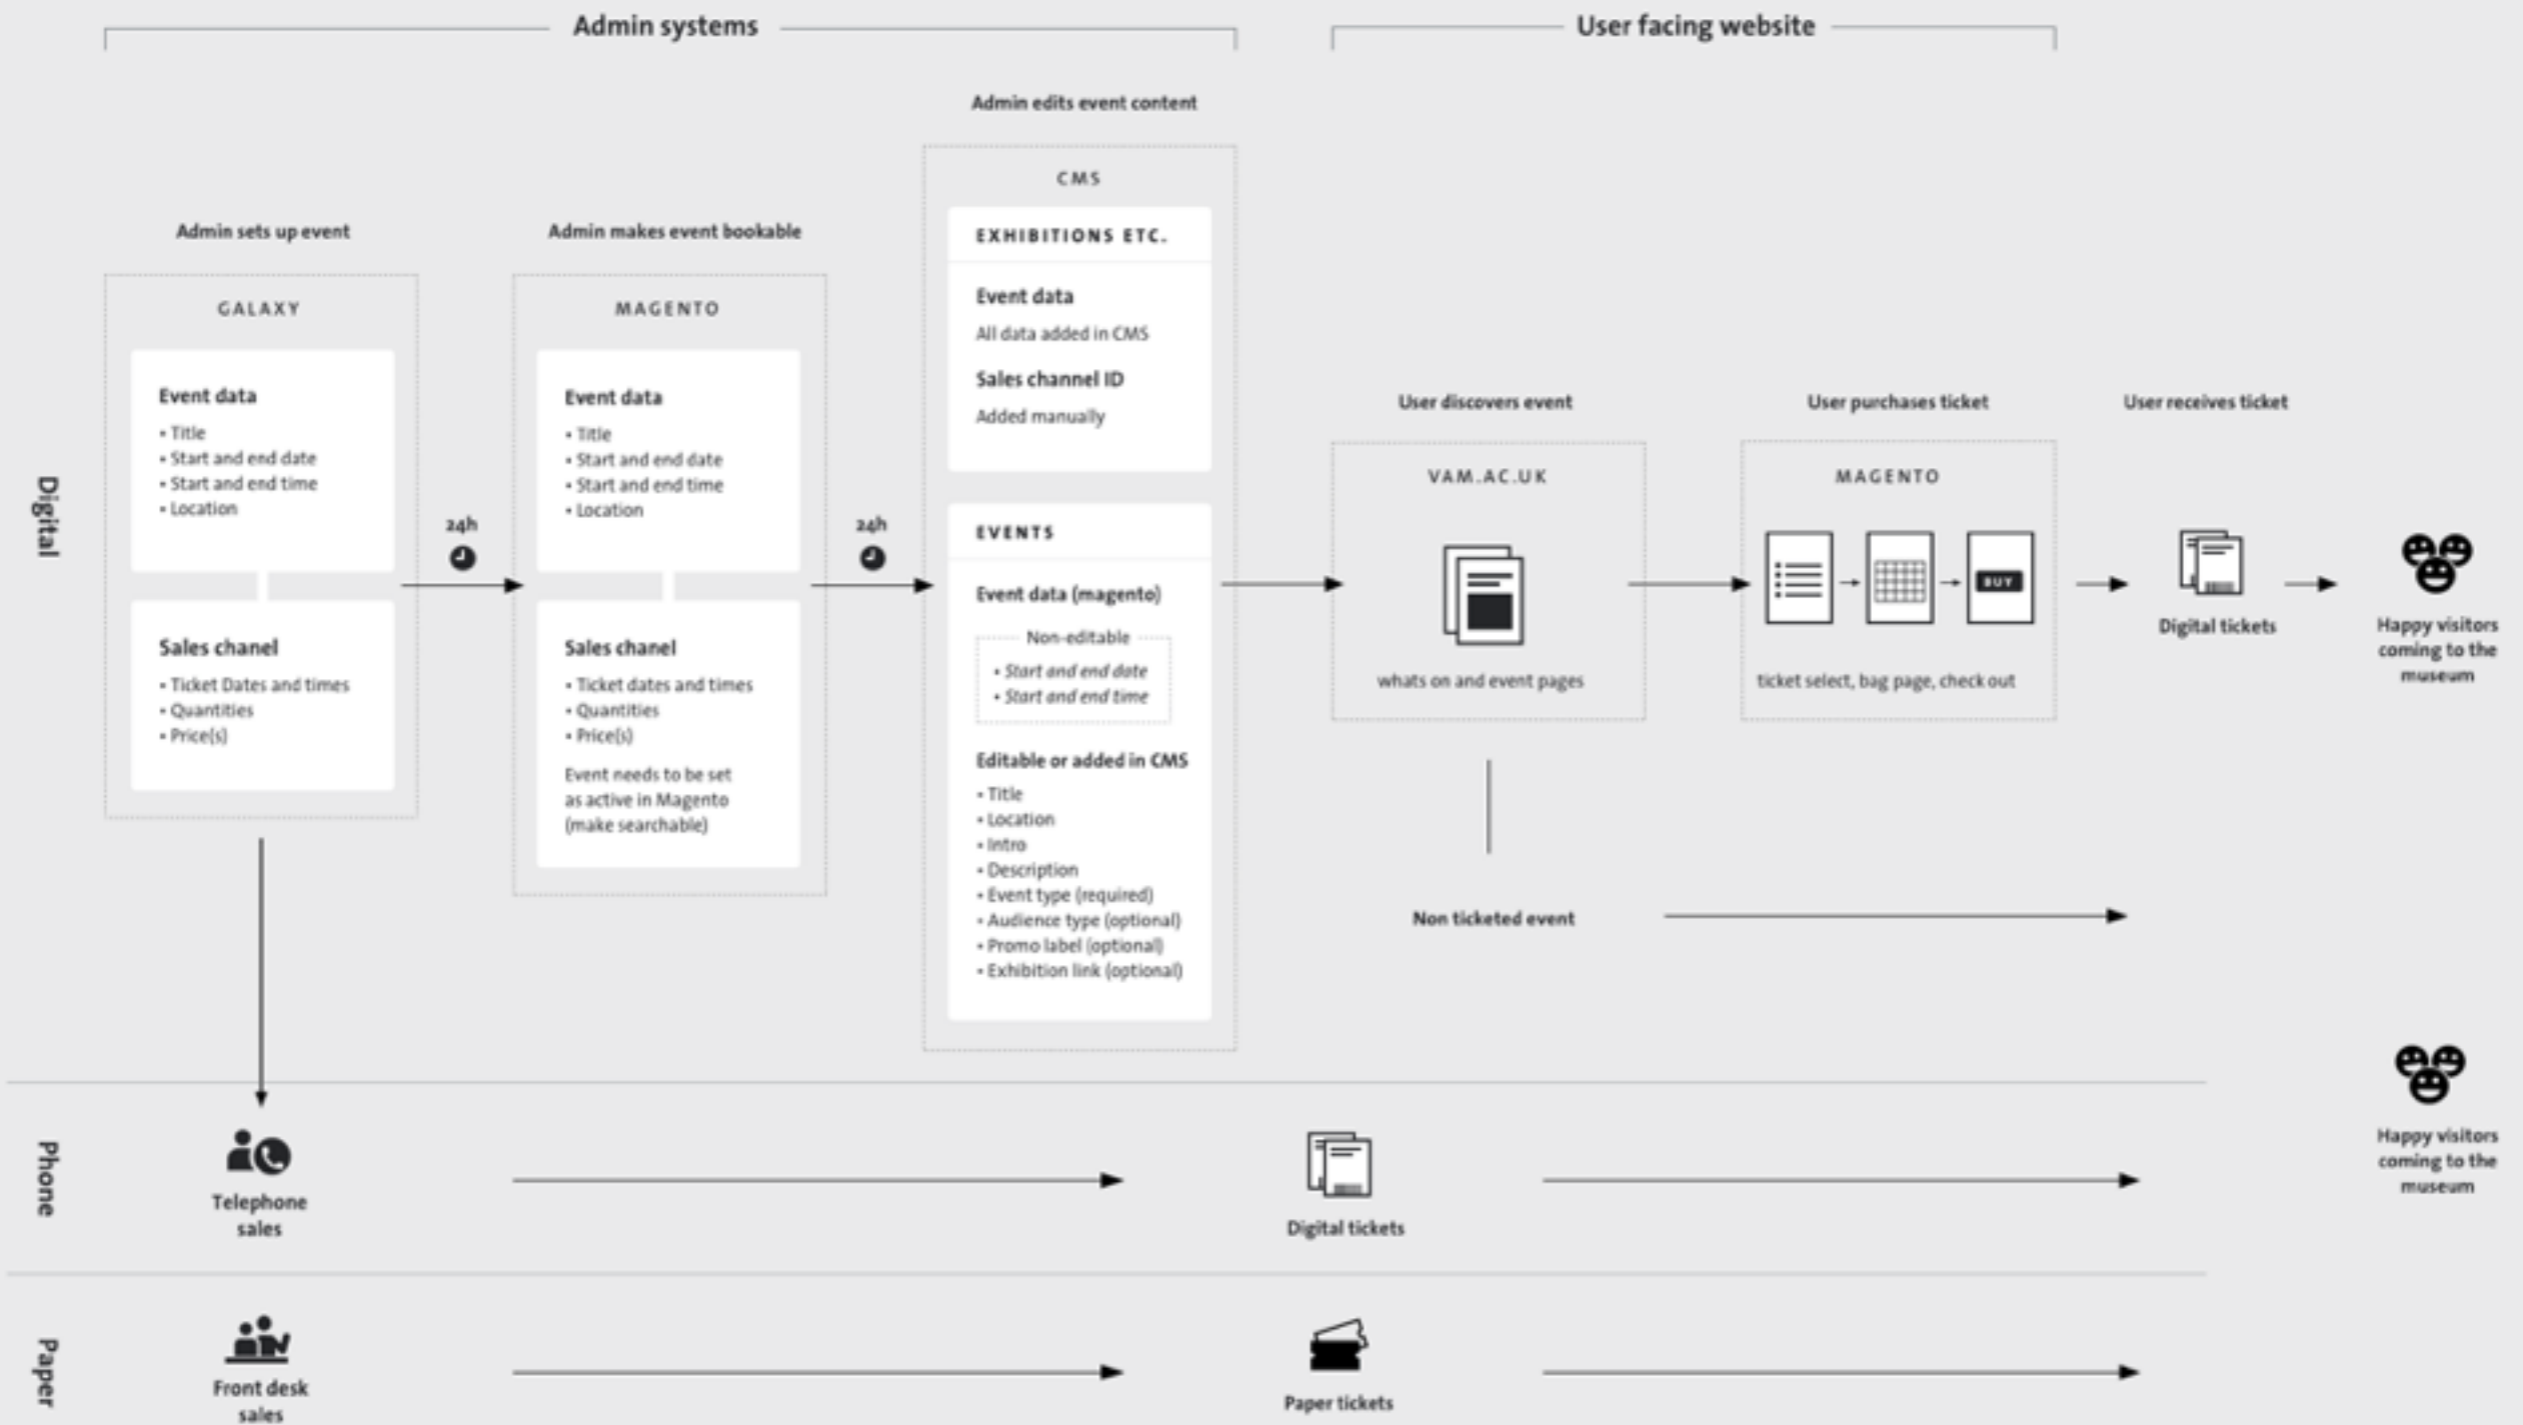 Admin systems
User facing website
Admin edits event content
CMS
EXHIBITIONS ETC.
Event data
All data added in CMS
Sales channel ID
Added manually
EVENTS
Event data (magento)
Non-editable
• Start and end date
• Start and end time
Editable or added in CMS
• Title
• Location
• Intro
• Description
• Event type (required)
• Audience type (optional)
• Promo label (optional)
• Exhibition link (optional)
Digital
Admin sets up event
GALAXY
Event data
• Title
• Start and end date
• Start and end time
• Location
Sales chanel
• Ticket Dates and times
• Quantities
• Price(s)
24h
Admin makes event bookable
MAGENTO
Event data
• Title
• Start and end date
• Start and end time
• Location
Sales chanel
• Ticket dates and times
• Quantities
• Price(s)
Event needs to be set
as active in Magento
(make searchable)
24h
User discovers event
VAM.AC.UK
whats on and event pages
Non ticketed event
User purchases ticket
MAGENTO
BUY
ticket select, bag page, check out
User receives ticket
Digital tickets
Happy visitors
coming to the
museum
Phone
Telephone
sales
Digital tickets
Happy visitors
coming to the
museum
Paper
Front desk
sales
Paper tickets